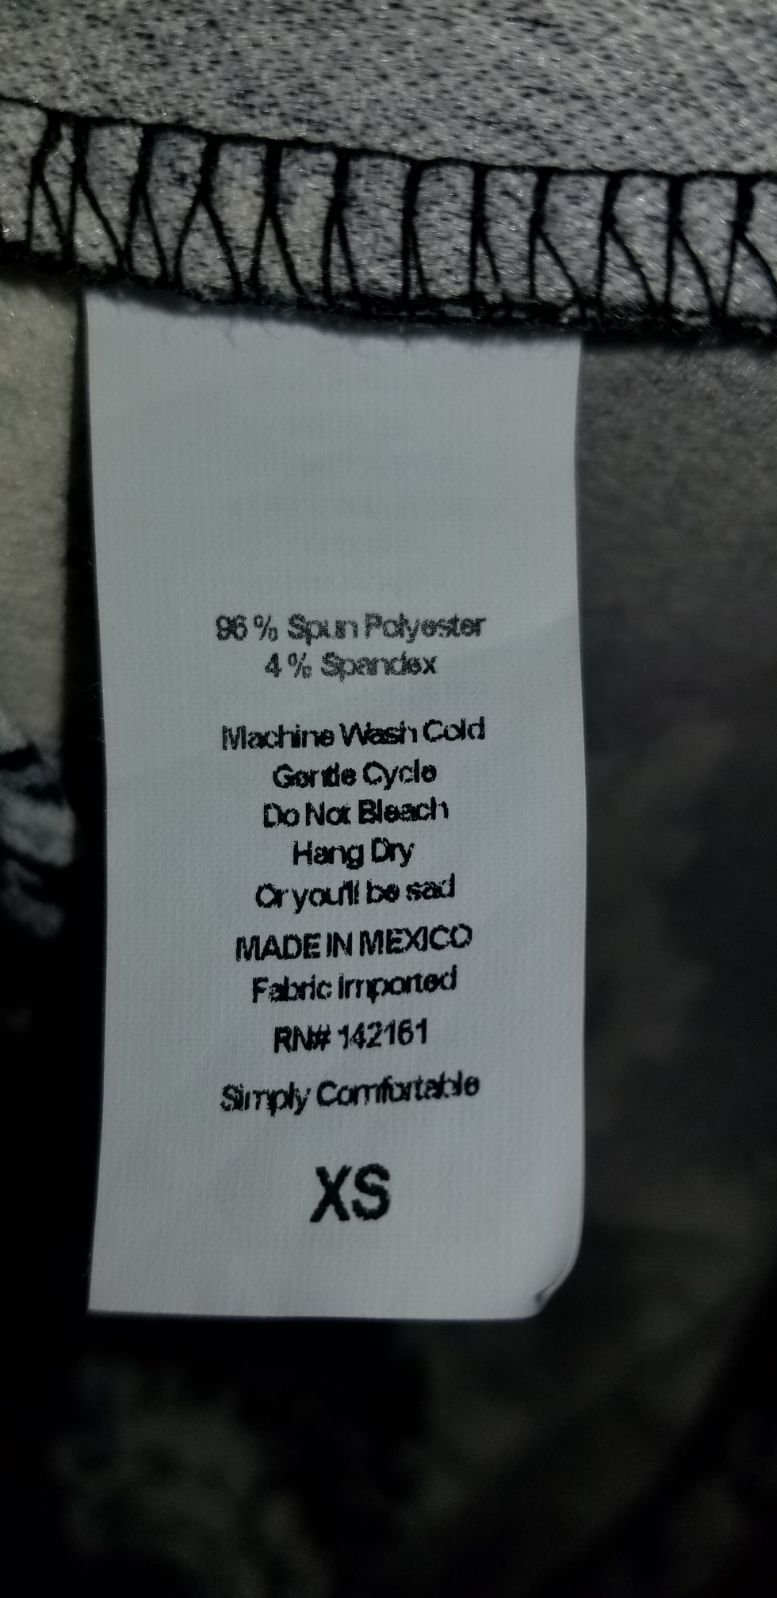 96 % Spun Polyester
4 % Spandex
Machine Wash Cold
Gentle Cycle
Do Not Bleach
Hang Dry
Or you'll be sad
MADE IN MEXICO
Fabric Imported
RN# 142161
Simply Comfortable
XS